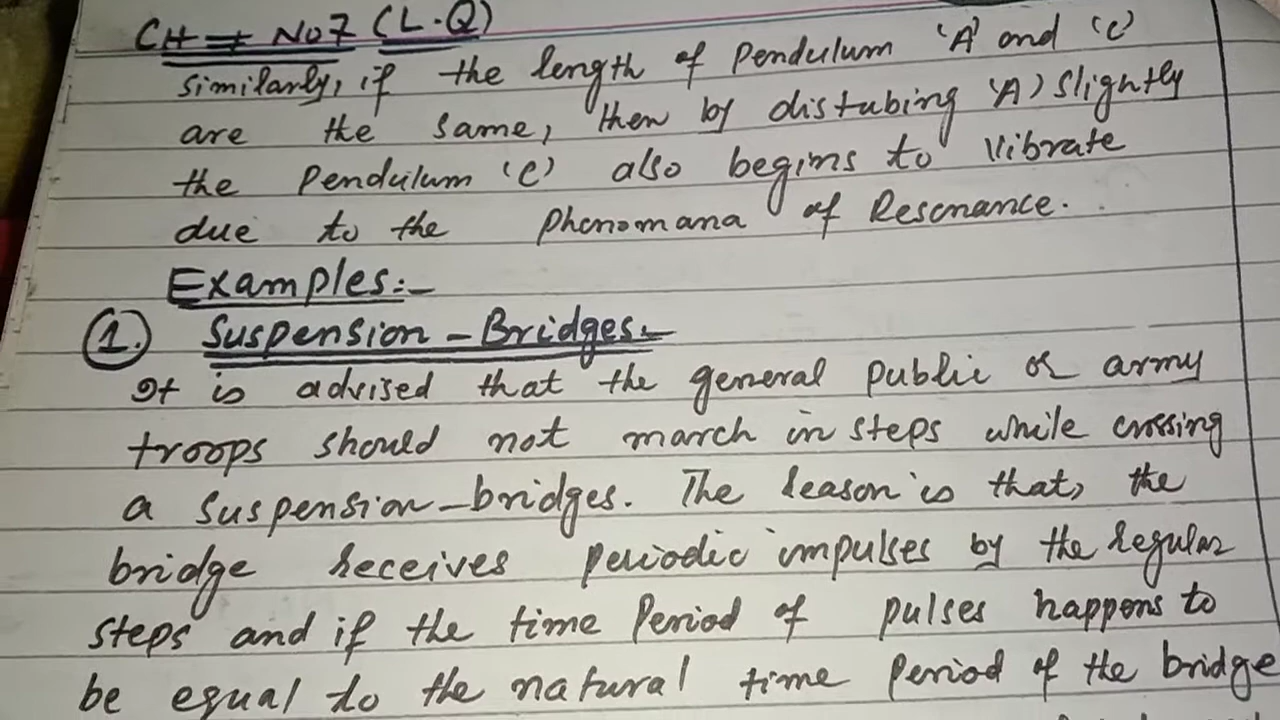 CH = No7 (L.Q)
Similarly, if the length of Pendulum 'A' and 'C'
are the same, then by distubing 'A') slightly
the Pendulum 'C' also begins to vibrate
due to the Phenomana of Resonance.
Examples:-
1. Suspension - Bridges:-
It is advised that the general public or army
troops should not march in steps while crossing
a suspension-bridges. The Reason is that, the
bridge Receives Periodic impulses by the Regular
steps and if the time Period of pulses happens to
be equal to the natural time Period of the bridge